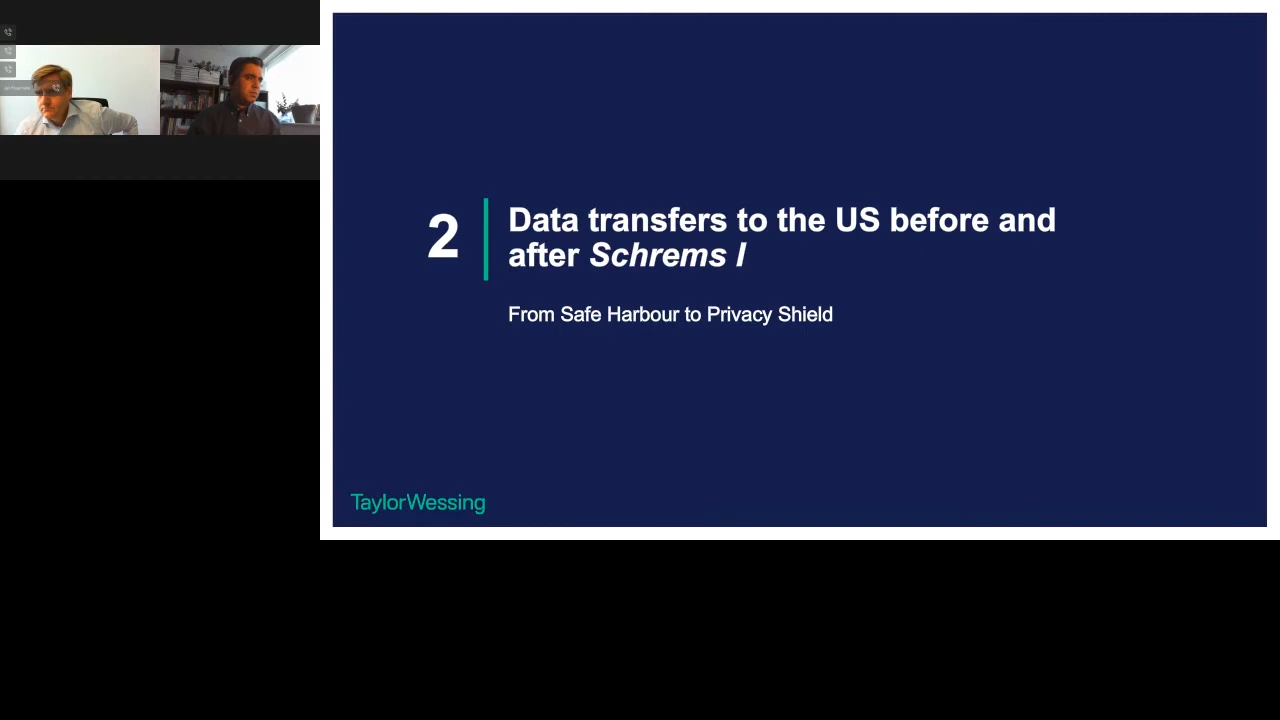 2
Data transfers to the US before and
after Schrems I
From Safe Harbour to Privacy Shield
TaylorWessing